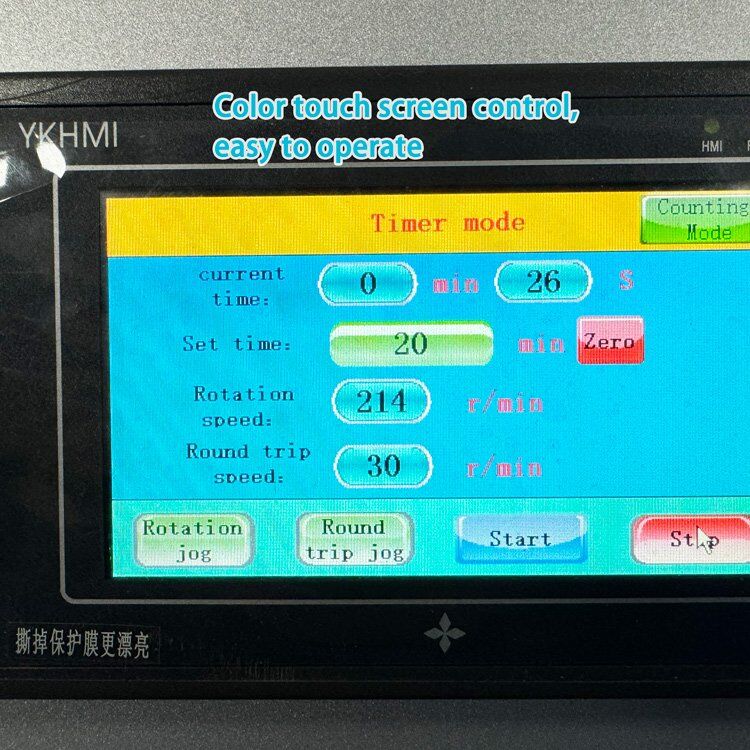 Color touch screen control,
easy to operate
YKHMI
HMI
Timer mode
Counting
Mode
current
time:
0 min 26 S
Set time: 20 min Zero
Rotation
speed:
214 r/min
Round trip
speed:
30 r/min
Rotation
jog
Round
trip jog
Start
Stop
撕掉保护膜更漂亮